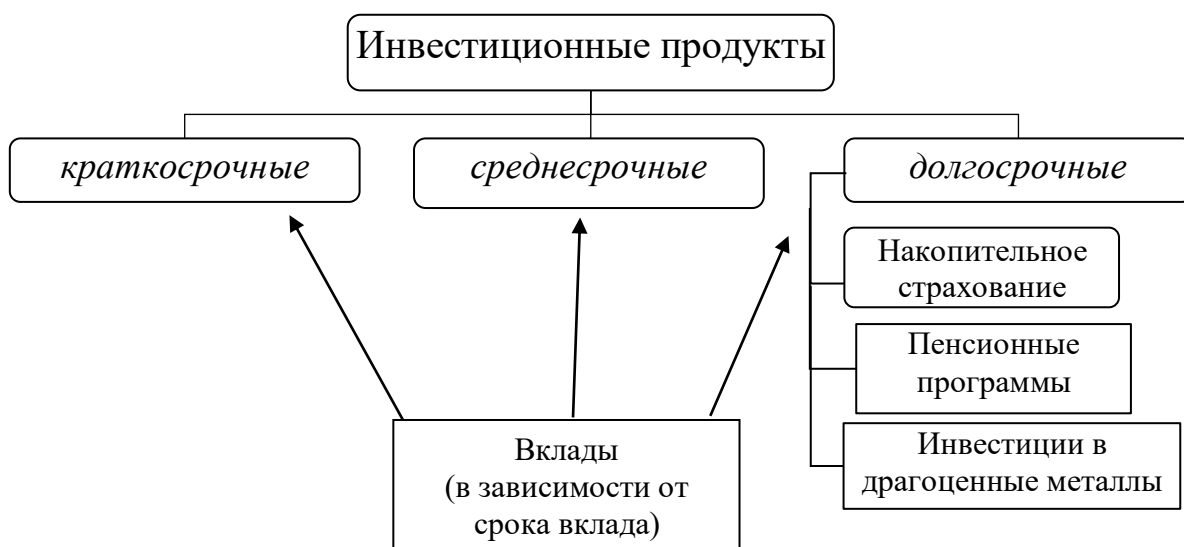 Инвестиционные продукты
краткосрочные
среднесрочные
долгосрочные
Накопительное
страхование
Пенсионные
программы
Инвестиции в
драгоценные металлы
Вклады
(в зависимости от
срока вклада)